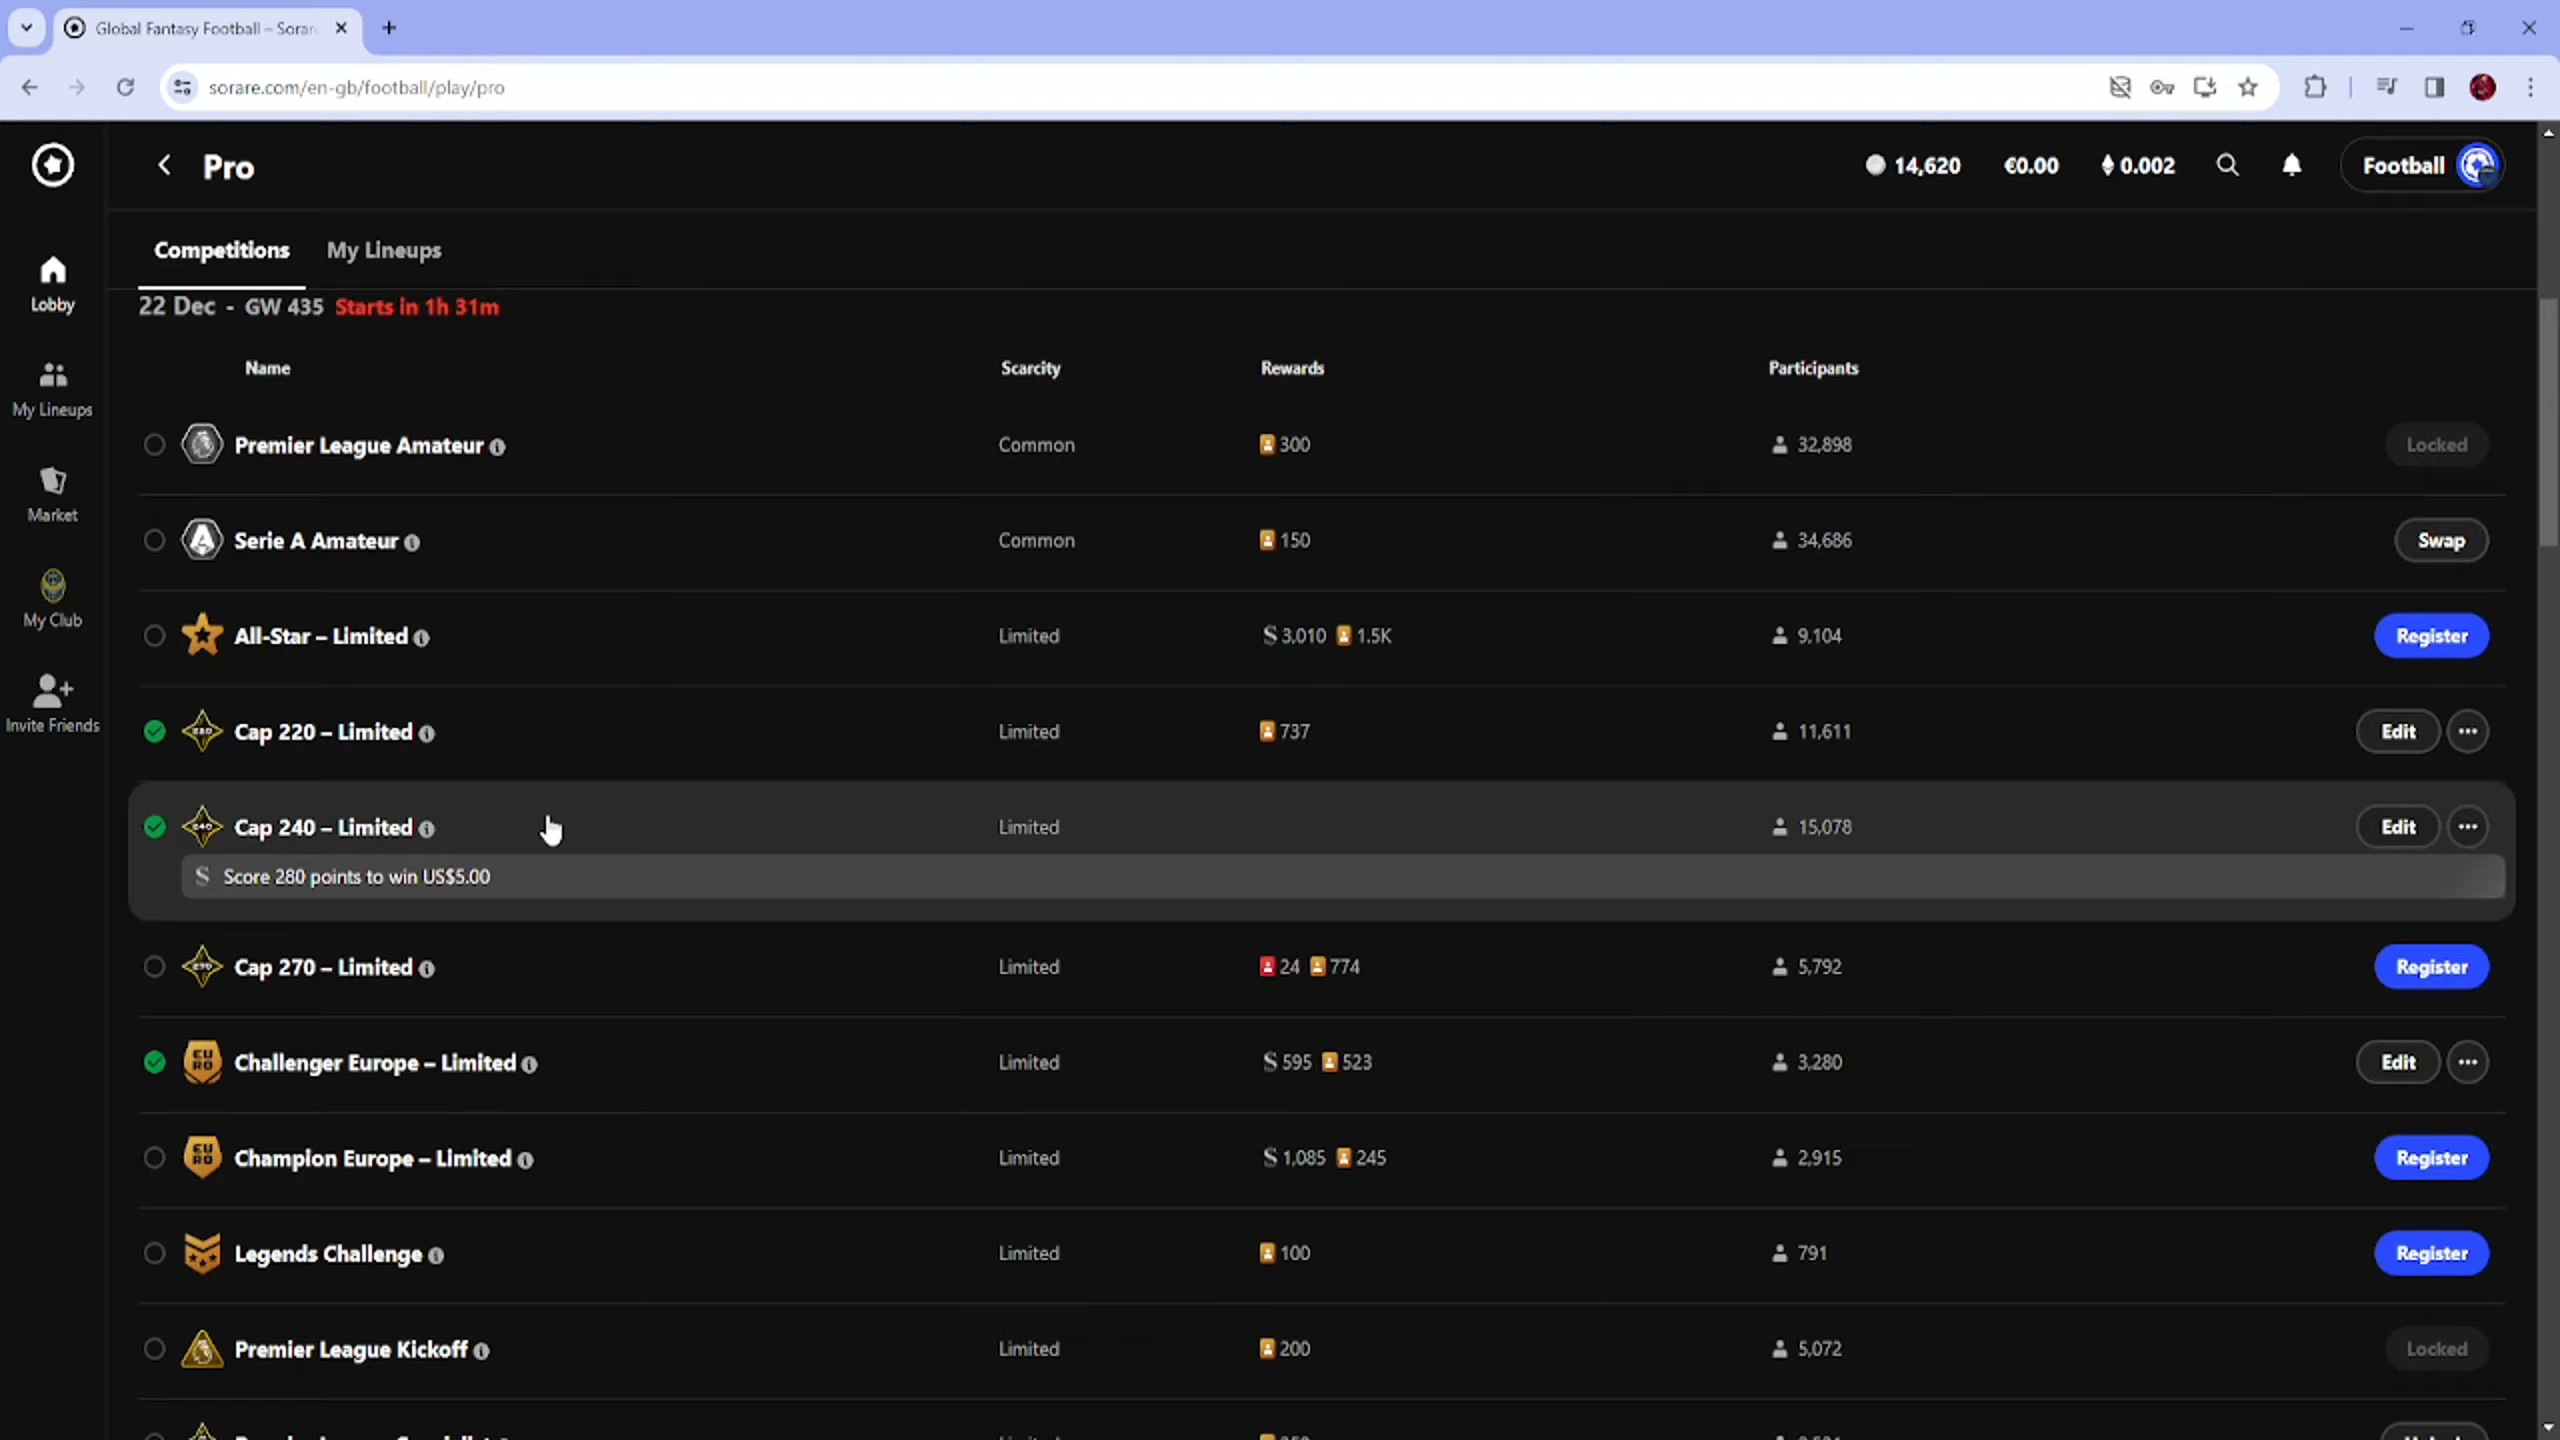 Global Fantasy Football – Sorar
sorare.com/en-gb/football/play/pro
Pro
14,620 €0.00 0.002 Football
Competitions My Lineups
Lobby
My Lineups
Market
My Club
Invite Friends
22 Dec - GW 435 Starts in 1h 31m
Name Scarcity Rewards Participants
Premier League Amateur Common 300 32,898 Locked
Serie A Amateur Common 150 34,686 Swap
All-Star – Limited Limited S 3,010 1.5K 9,104 Register
Cap 220 – Limited Limited 737 11,611 Edit
Cap 240 – Limited Limited 15,078 Edit
S Score 280 points to win US$5.00
Cap 270 – Limited Limited 24 774 5,792 Register
Challenger Europe – Limited Limited S 595 523 3,280 Edit
Champion Europe – Limited Limited S 1,085 245 2,915 Register
Legends Challenge Limited 100 791 Register
Premier League Kickoff Limited 200 5,072 Locked